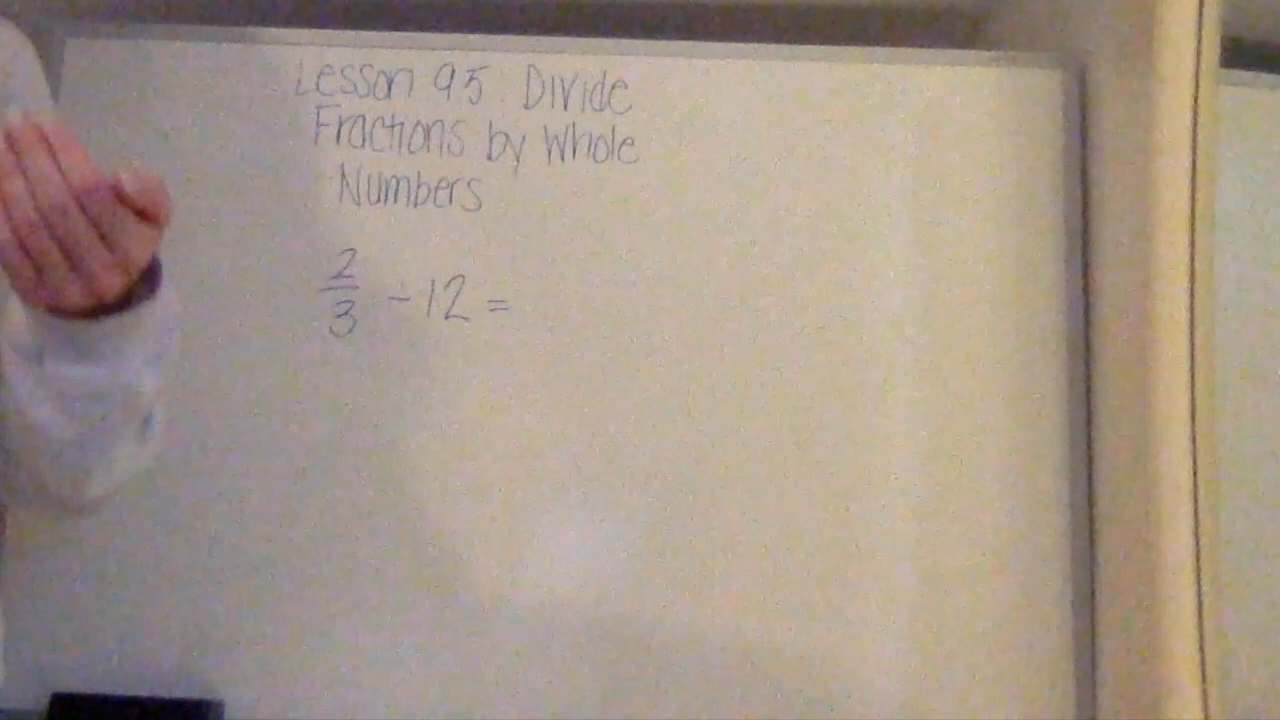 Lesson 95 Divide
Fractions by Whole
Numbers
2/3 - 12 =